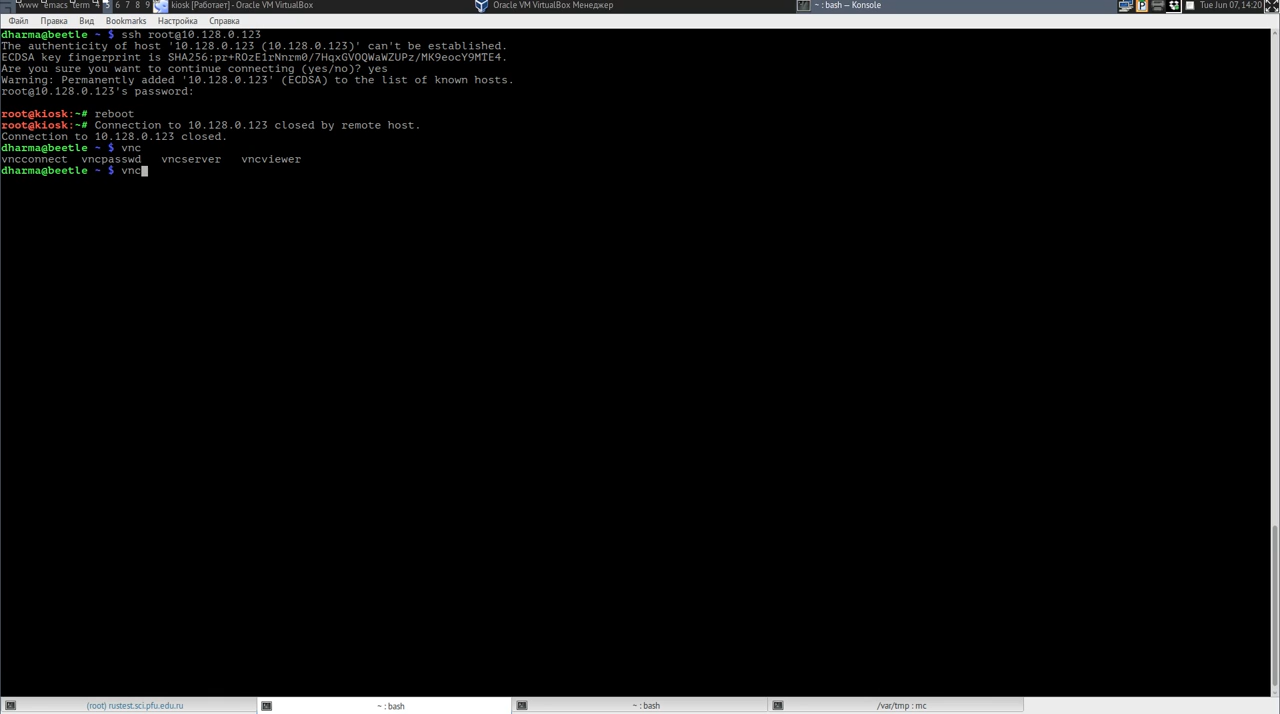 www emacs term 4 5 6 7 8 9 kiosk [Работает] - Oracle VM VirtualBox Oracle VM VirtualBox Менеджер ~ : bash — Konsole Tue Jun 07, 14:20
Файл Правка Вид Bookmarks Настройка Справка
dharma@beetle ~ $ ssh root@10.128.0.123
The authenticity of host '10.128.0.123 (10.128.0.123)' can't be established.
ECDSA key fingerprint is SHA256:pr+ROzE1rNnrm0/7HqxGVOQWaWZUPz/MK9eocY9MTE4.
Are you sure you want to continue connecting (yes/no)? yes
Warning: Permanently added '10.128.0.123' (ECDSA) to the list of known hosts.
root@10.128.0.123's password:
root@kiosk:~# reboot
root@kiosk:~# Connection to 10.128.0.123 closed by remote host.
Connection to 10.128.0.123 closed.
dharma@beetle ~ $ vnc
vncconnect vncpasswd vncserver vncviewer
dharma@beetle ~ $ vnc
(root) rustest.sci.pfu.edu.ru ~ : bash ~ : bash /var/tmp : mc